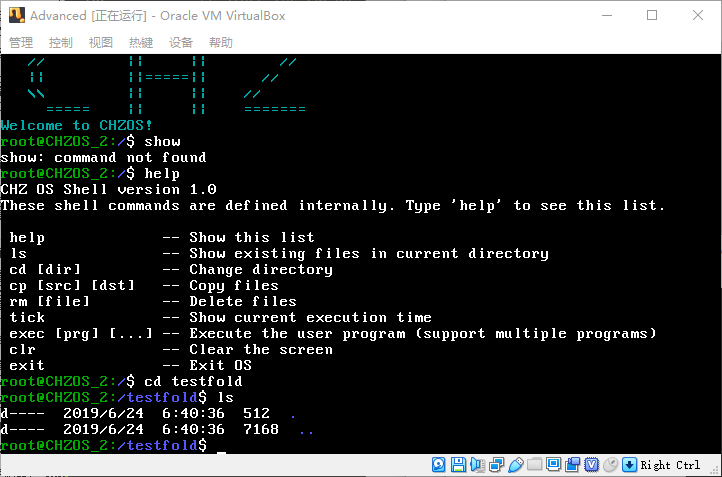 Advanced [正在运行] - Oracle VM VirtualBox
管理 控制 视图 热键 设备 帮助
Welcome to CHZOS!
root@CHZOS_2:/$ show
show: command not found
root@CHZOS_2:/$ help
CHZ OS Shell version 1.0
These shell commands are defined internally. Type 'help' to see this list.
help -- Show this list
ls -- Show existing files in current directory
cd [dir] -- Change directory
cp [src] [dst] -- Copy files
rm [file] -- Delete files
tick -- Show current execution time
exec [prg] [...] -- Execute the user program (support multiple programs)
clr -- Clear the screen
exit -- Exit OS
root@CHZOS_2:/$ cd testfold
root@CHZOS_2:/testfold$ ls
d---- 2019/6/24 6:40:36 512 .
d---- 2019/6/24 6:40:36 7168 ..
root@CHZOS_2:/testfold$ _
Right Ctrl